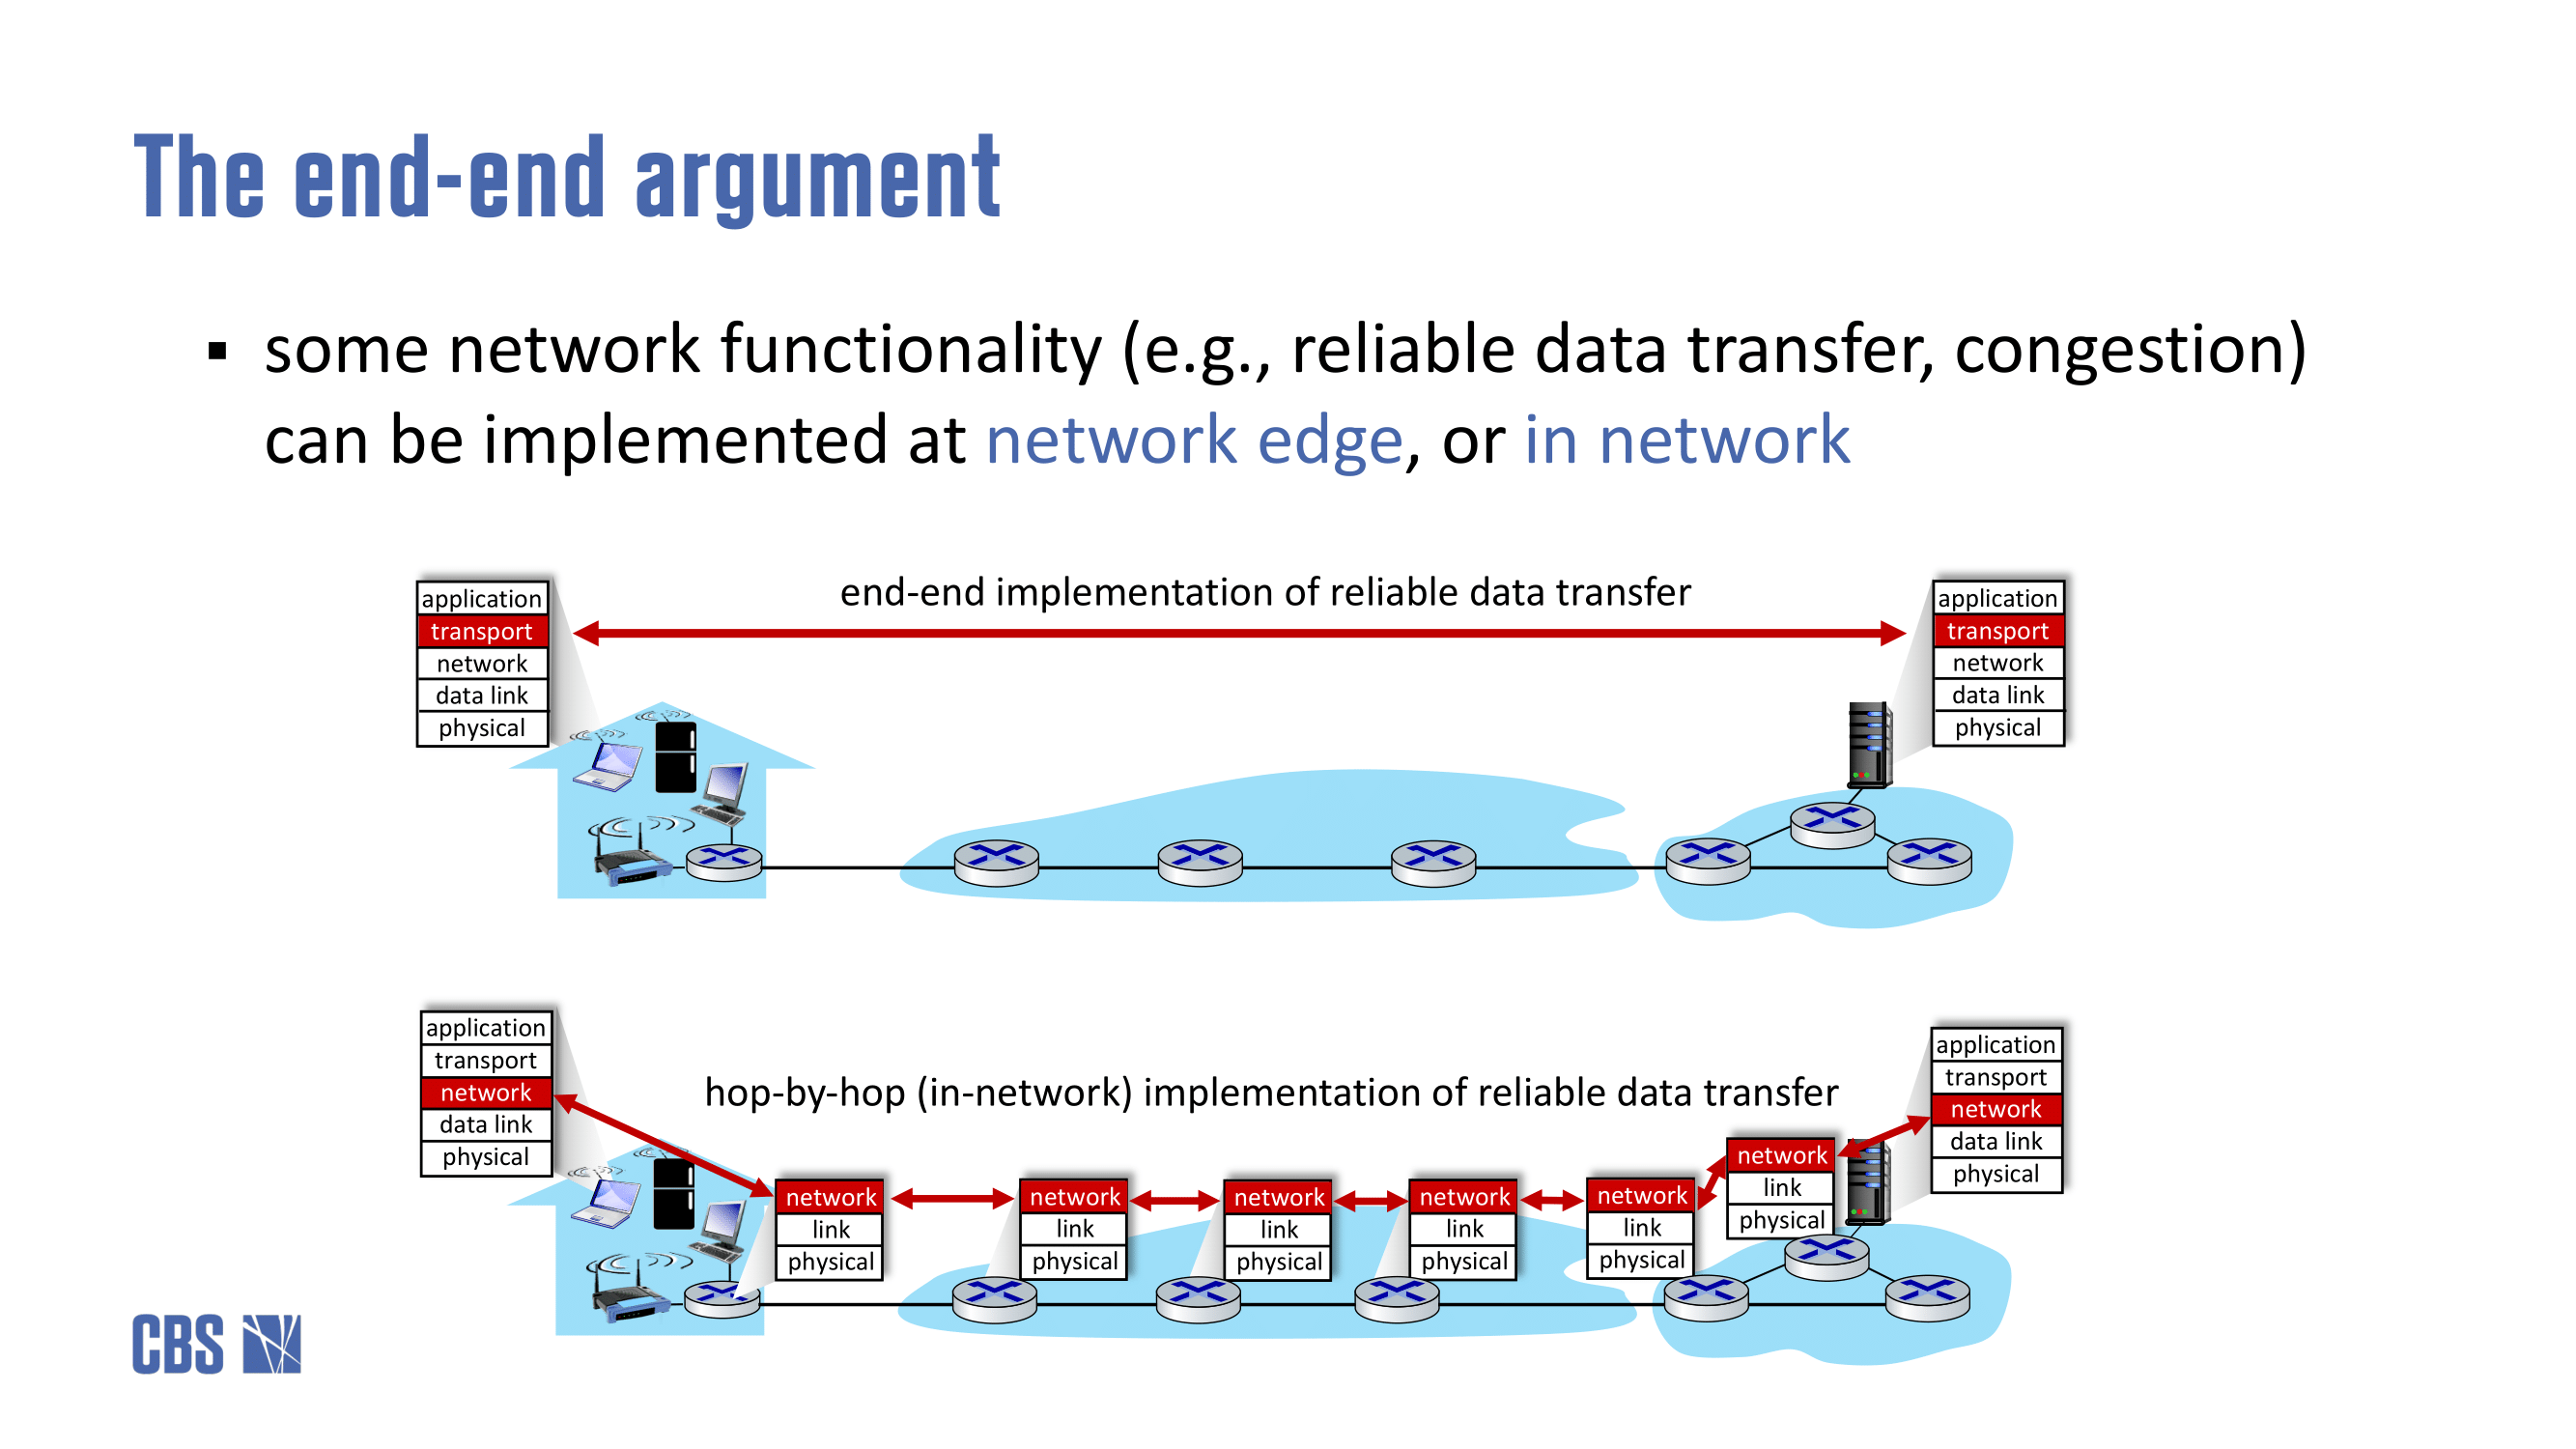 The end-end argument
▪ some network functionality (e.g., reliable data transfer, congestion)
can be implemented at network edge, or in network
end-end implementation of reliable data transfer
application
transport
network
data link
physical
application
transport
network
data link
physical
hop-by-hop (in-network) implementation of reliable data transfer
application
transport
network
data link
physical
network
link
physical
network
link
physical
network
link
physical
network
link
physical
network
link
physical
network
link
physical
application
transport
network
data link
physical
CBS